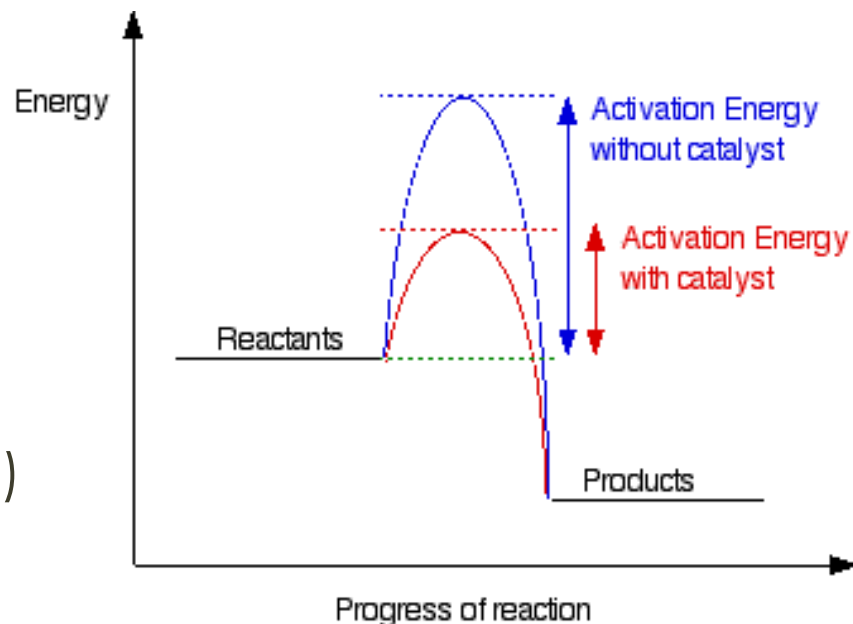 Energy
Activation Energy
without catalyst
Activation Energy
with catalyst
Reactants
)
Products
Progress of reaction